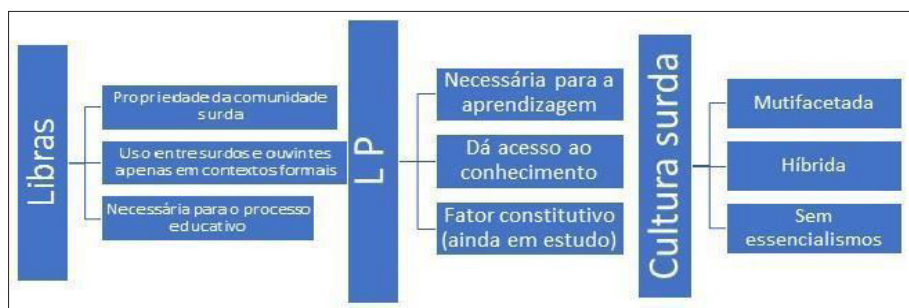 Libras
Propriedade da comunidade
surda
Uso entre surdos e ouvintes
apenas em contextos formais
Necessária para o processo
educativo
LP
Necessária para a
aprendizagem
Dá acesso ao
conhecimento
Fator constitutivo
(ainda em estudo)
Cultura surda
Mutifacetada
Híbrida
Sem
essencialismos